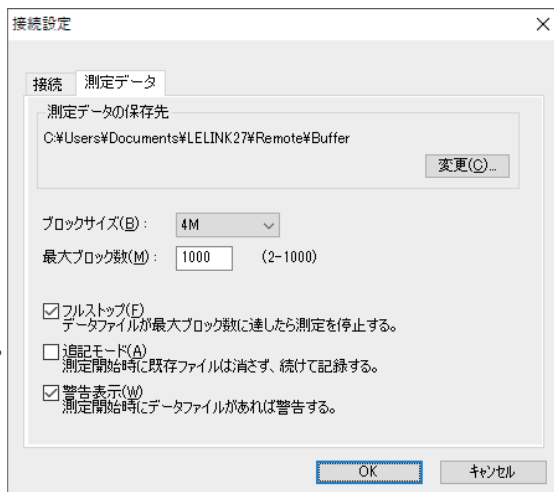 接続設定
接続 測定データ
測定データの保存先
C:¥Users¥Documents¥LELINK27¥Remote¥Buffer
変更(C)...
ブロックサイズ(B): 4M
最大ブロック数(M): 1000 (2-1000)
フルストップ(F)
データファイルが最大ブロック数に達したら測定を停止する。
追記モード(A)
測定開始時に既存ファイルは消さず、続けて記録する。
警告表示(W)
測定開始時にデータファイルがあれば警告する。
OK キャンセル